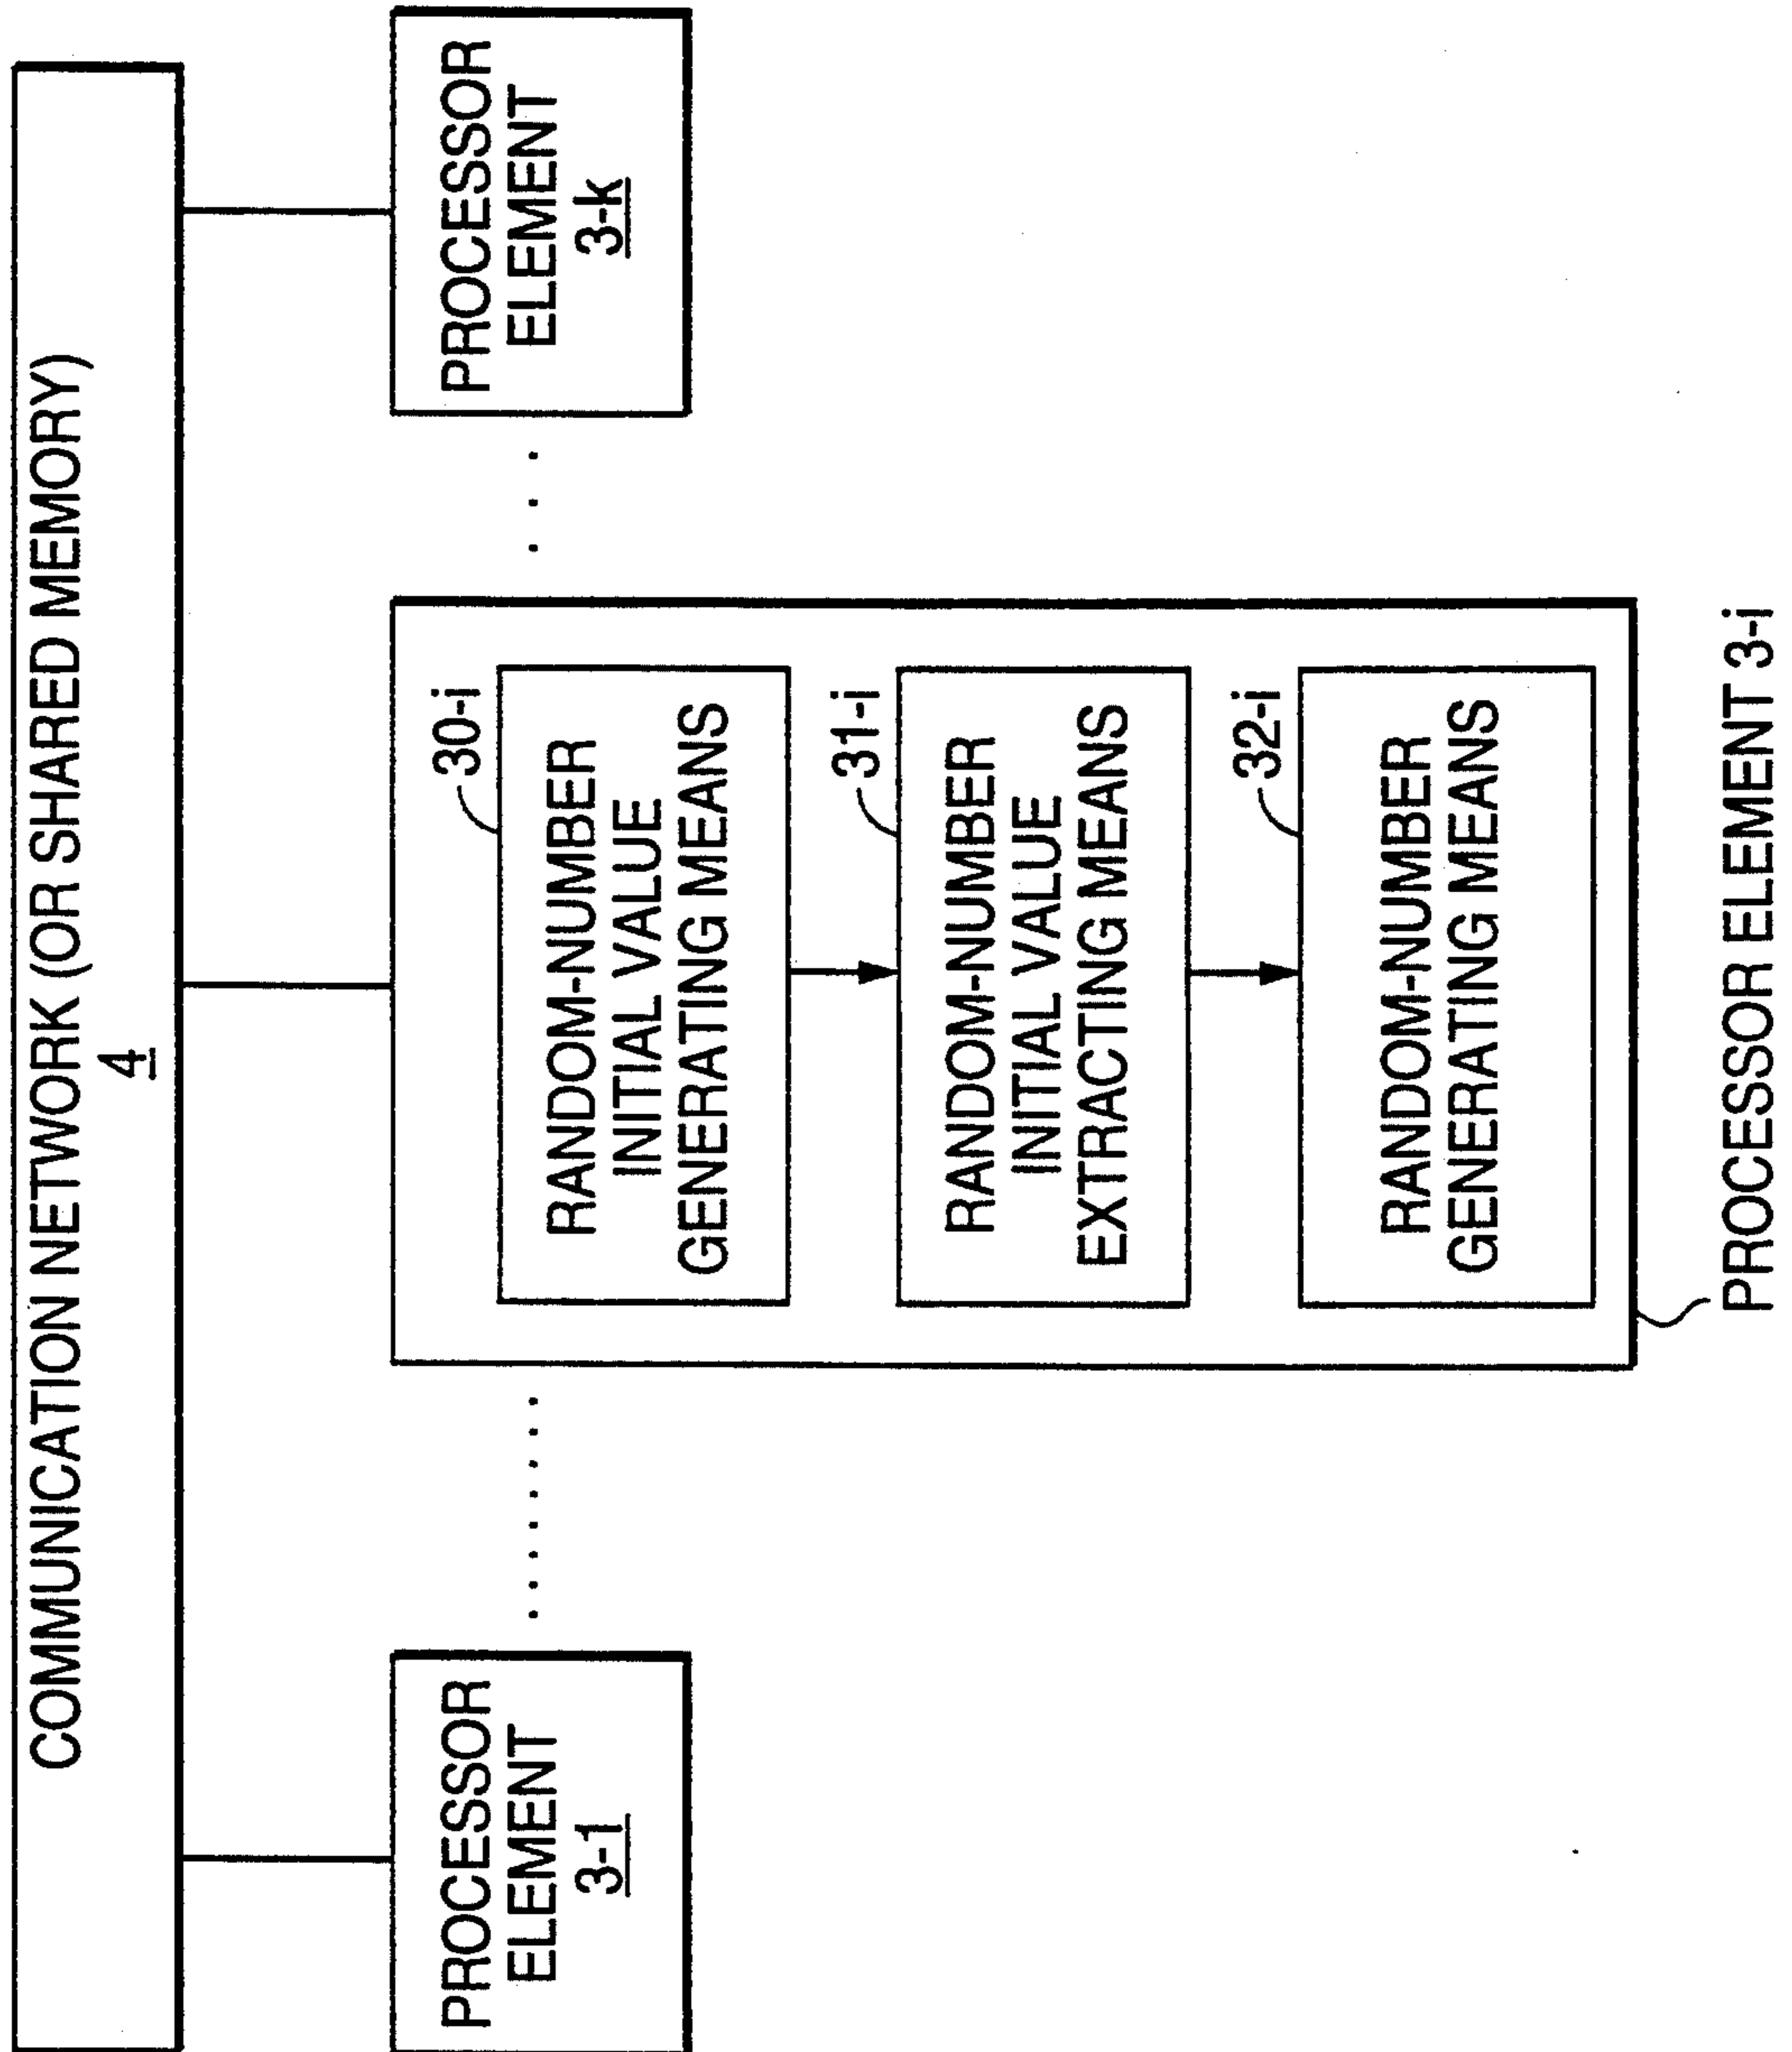 COMMUNICATION NETWORK (OR SHARED MEMORY)
4
PROCESSOR
ELEMENT
3-1
30-i
RANDOM-NUMBER
INITIAL VALUE
GENERATING MEANS
31-i
RANDOM-NUMBER
INITIAL VALUE
EXTRACTING MEANS
32-i
RANDOM-NUMBER
GENERATING MEANS
PROCESSOR ELEMENT 3-i
PROCESSOR
ELEMENT
3-k